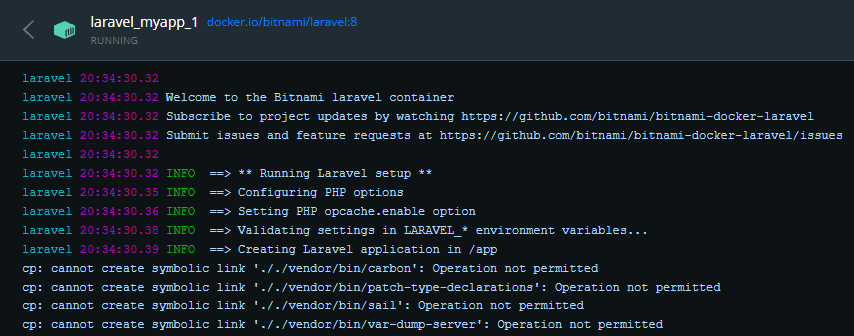 laravel_myapp_1 docker.io/bitnami/laravel:8
RUNNING
laravel 20:34:30.32
laravel 20:34:30.32 Welcome to the Bitnami laravel container
laravel 20:34:30.32 Subscribe to project updates by watching https://github.com/bitnami/bitnami-docker-laravel
laravel 20:34:30.32 Submit issues and feature requests at https://github.com/bitnami/bitnami-docker-laravel/issues
laravel 20:34:30.32
laravel 20:34:30.32 INFO ==> ** Running Laravel setup **
laravel 20:34:30.35 INFO ==> Configuring PHP options
laravel 20:34:30.36 INFO ==> Setting PHP opcache.enable option
laravel 20:34:30.38 INFO ==> Validating settings in LARAVEL_* environment variables...
laravel 20:34:30.39 INFO ==> Creating Laravel application in /app
cp: cannot create symbolic link '././vendor/bin/carbon': Operation not permitted
cp: cannot create symbolic link '././vendor/bin/patch-type-declarations': Operation not permitted
cp: cannot create symbolic link '././vendor/bin/sail': Operation not permitted
cp: cannot create symbolic link '././vendor/bin/var-dump-server': Operation not permitted